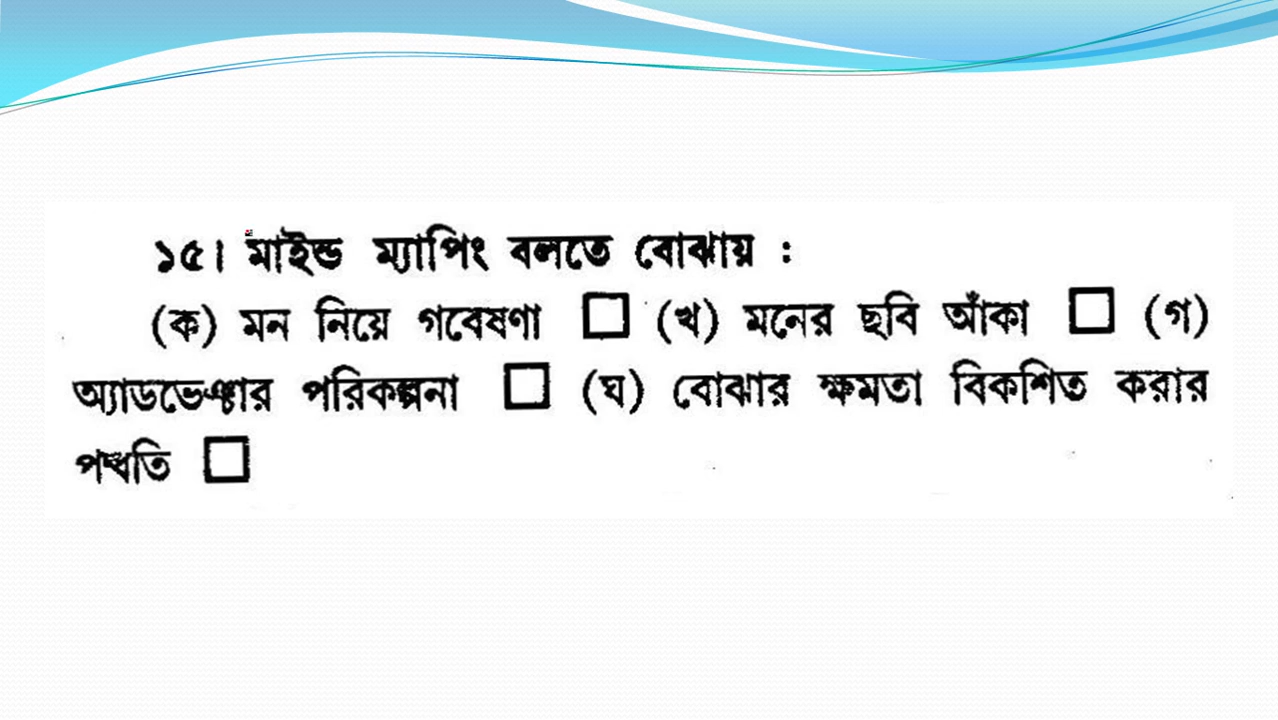 ১৫। মাইন্ড ম্যাপিং বলতে বোঝায় :
(ক) মন নিয়ে গবেষণা □ (খ) মনের ছবি আঁকা □ (গ)
অ্যাডভেঞ্চার পরিকল্পনা □ (ঘ) বোঝার ক্ষমতা বিকশিত করার
পদ্ধতি □